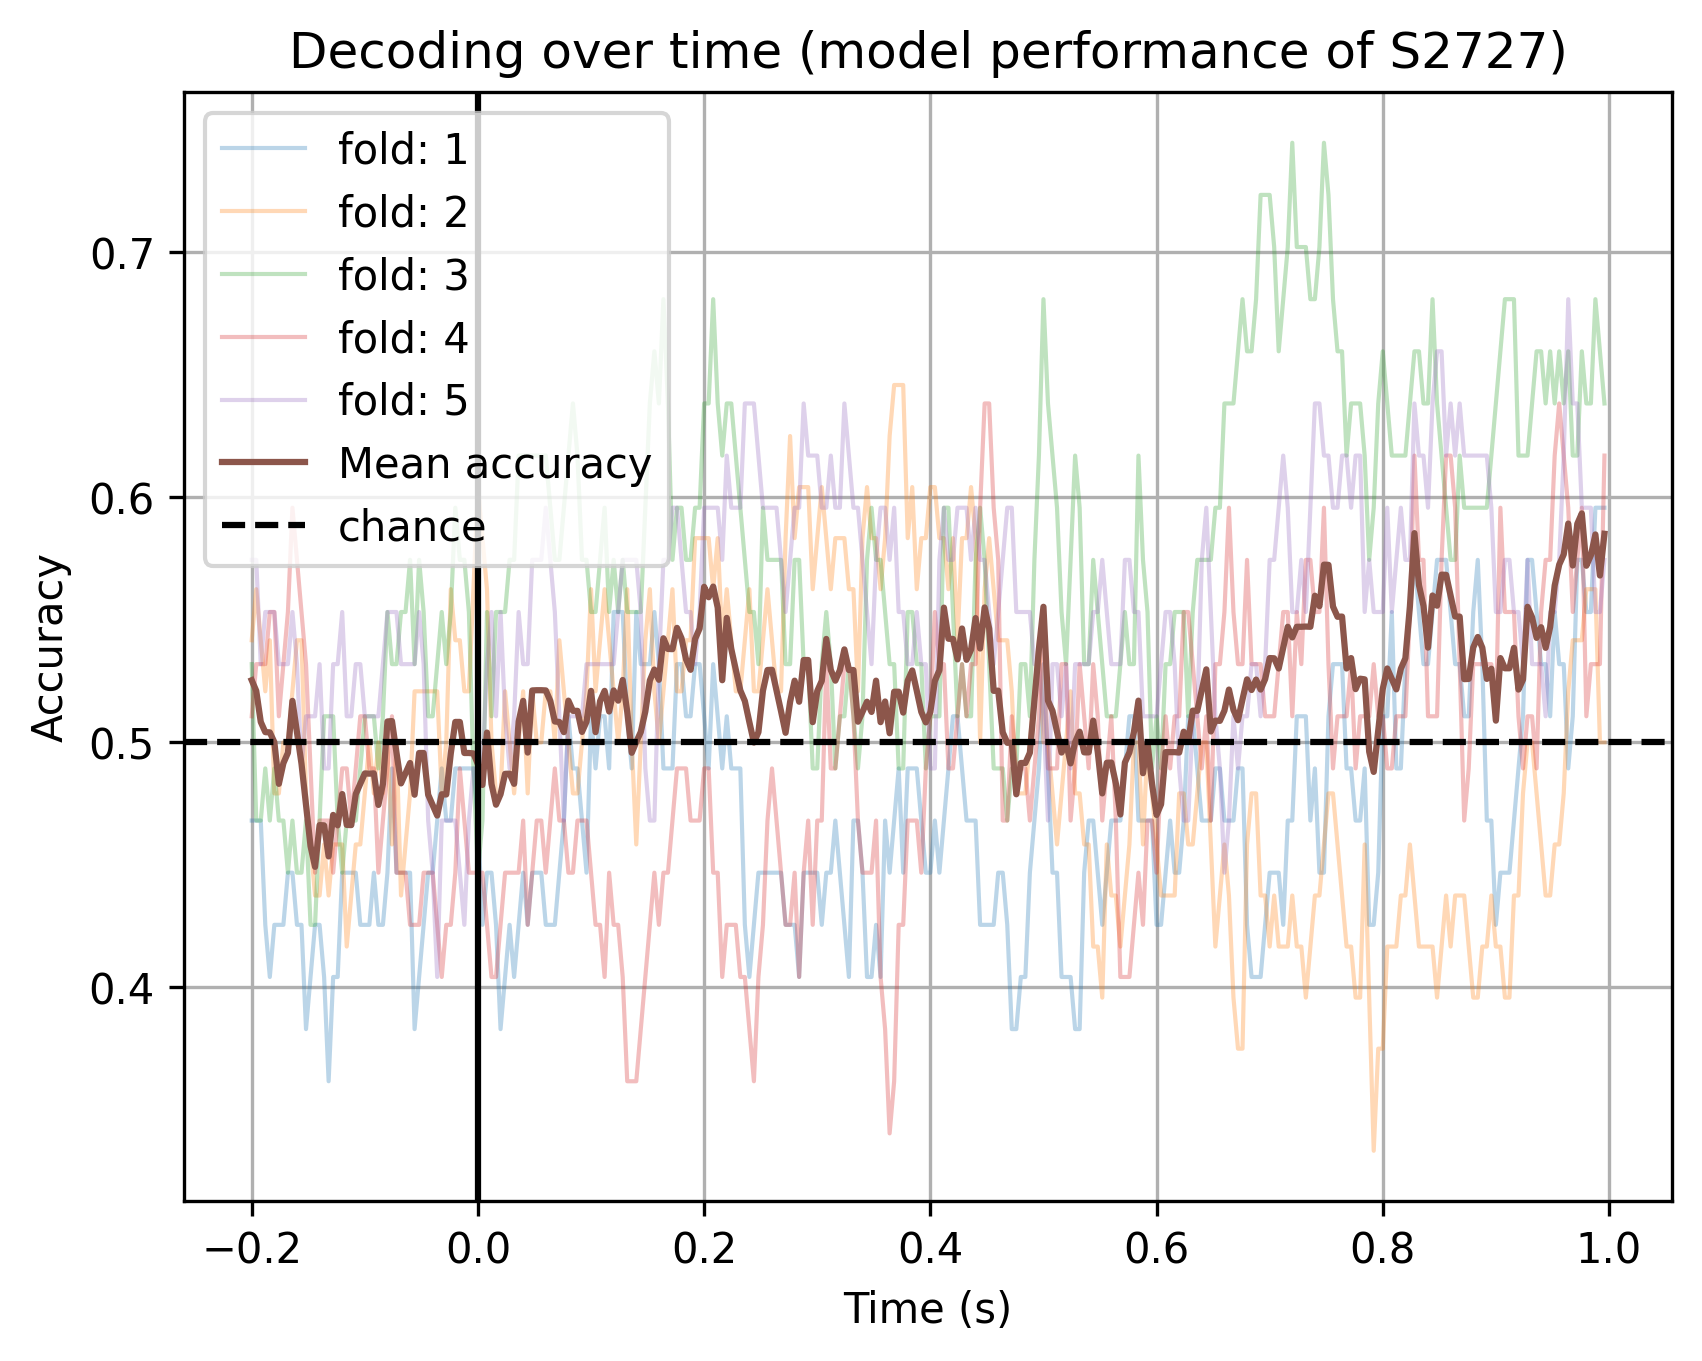 Decoding over time (model performance of S2727)
fold: 1
fold: 2
fold: 3
fold: 4
fold: 5
Mean accuracy
chance
Accuracy
0.7
0.6
0.5
0.4
−0.2 0.0 0.2 0.4 0.6 0.8 1.0
Time (s)